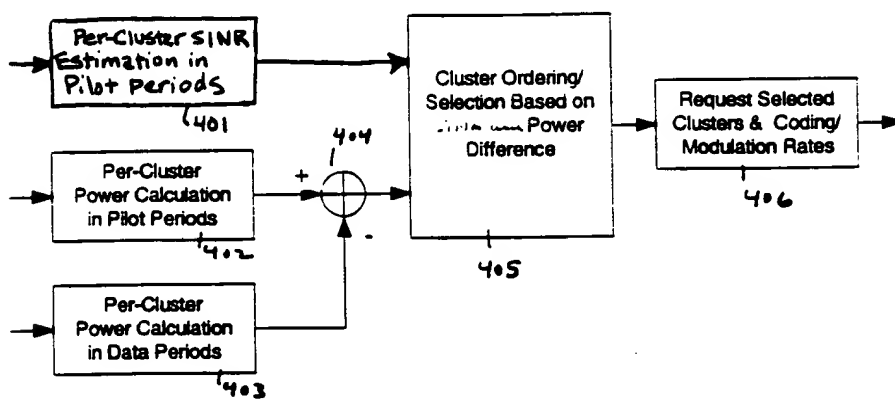 Per-Cluster SINR
Estimation in
Pilot Periods
401
Per-Cluster
Power Calculation
in Pilot Periods
402
Per-Cluster
Power Calculation
in Data Periods
403
404
+
-
Cluster Ordering/
Selection Based on
Power
Difference
405
Request Selected
Clusters & Coding/
Modulation Rates
406